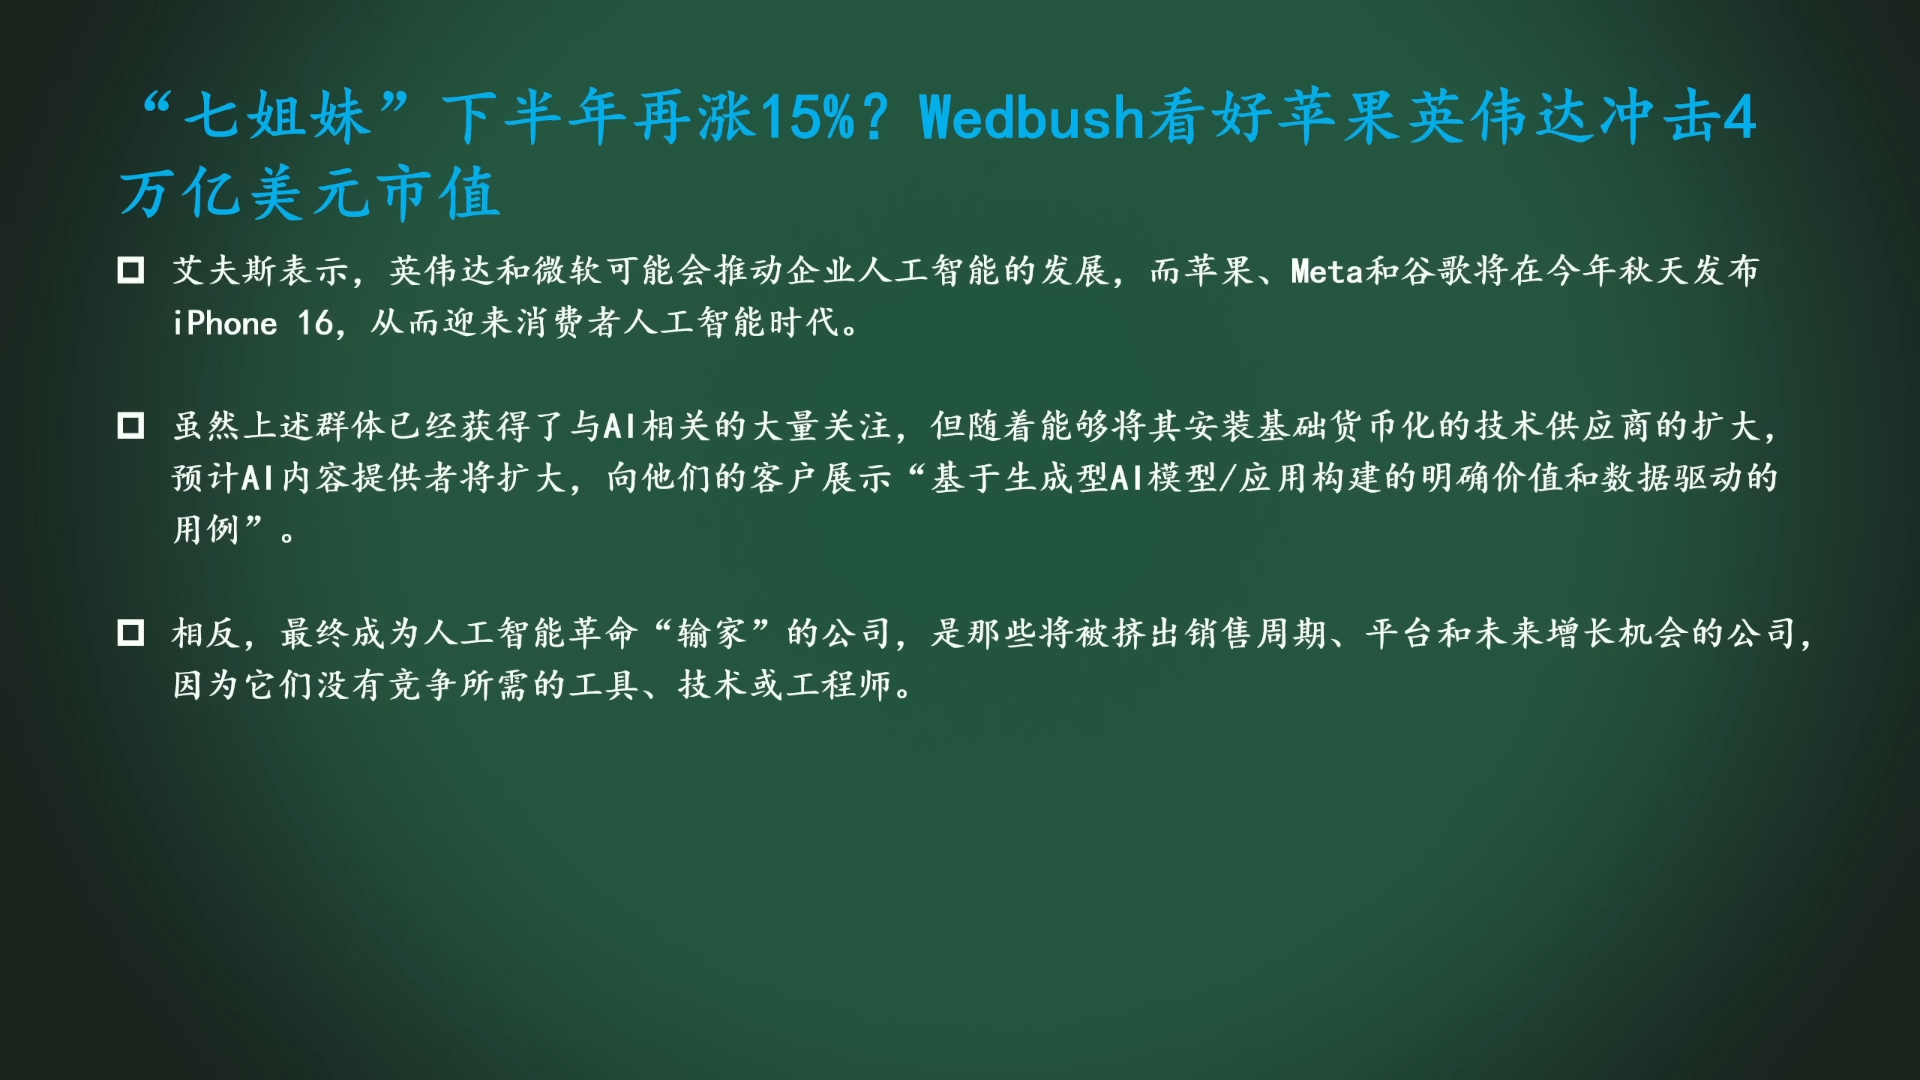 “七姐妹”下半年再涨15%？Wedbush看好苹果英伟达冲击4
万亿美元市值
艾夫斯表示，英伟达和微软可能会推动企业人工智能的发展，而苹果、Meta和谷歌将在今年秋天发布
iPhone 16，从而迎来消费者人工智能时代。
虽然上述群体已经获得了与AI相关的大量关注，但随着能够将其安装基础货币化的技术供应商的扩大，
预计AI内容提供者将扩大，向他们的客户展示“基于生成型AI模型/应用构建的明确价值和数据驱动的
用例”。
相反，最终成为人工智能革命“输家”的公司，是那些将被挤出销售周期、平台和未来增长机会的公司，
因为它们没有竞争所需的工具、技术或工程师。